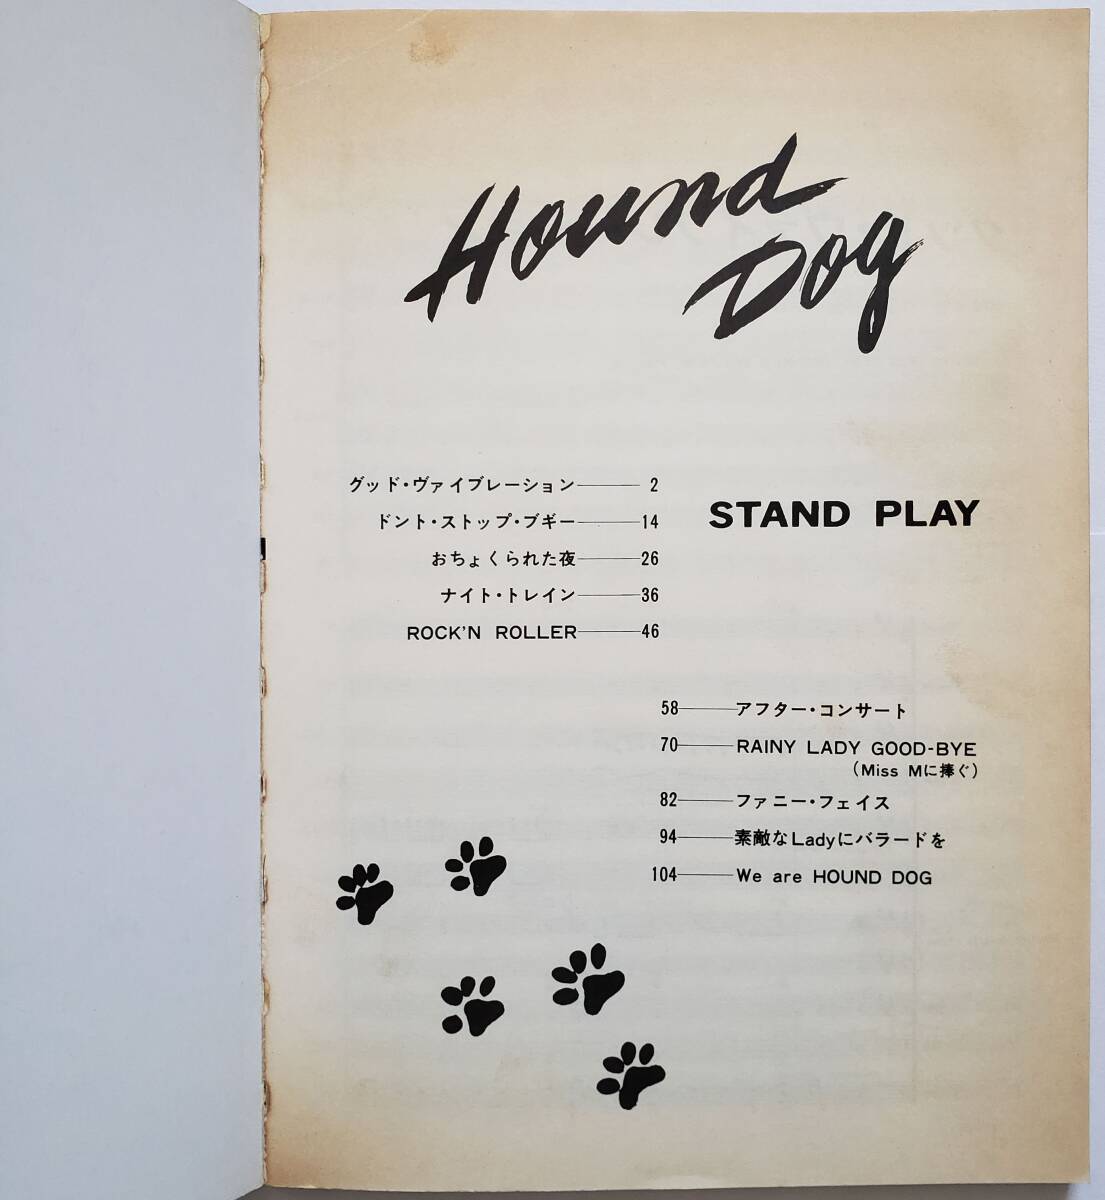 Hound
Dog
STAND PLAY
グッド・ヴァイブレーション——2
ドント・ストップ・ブギー——14
おちょくられた夜——26
ナイト・トレイン——36
ROCK'N ROLLER——46
58——アフター・コンサート
70——RAINY LADY GOOD-BYE
(Miss Mに捧ぐ)
82——ファニー・フェイス
94——素敵なLadyにバラードを
104——We are HOUND DOG